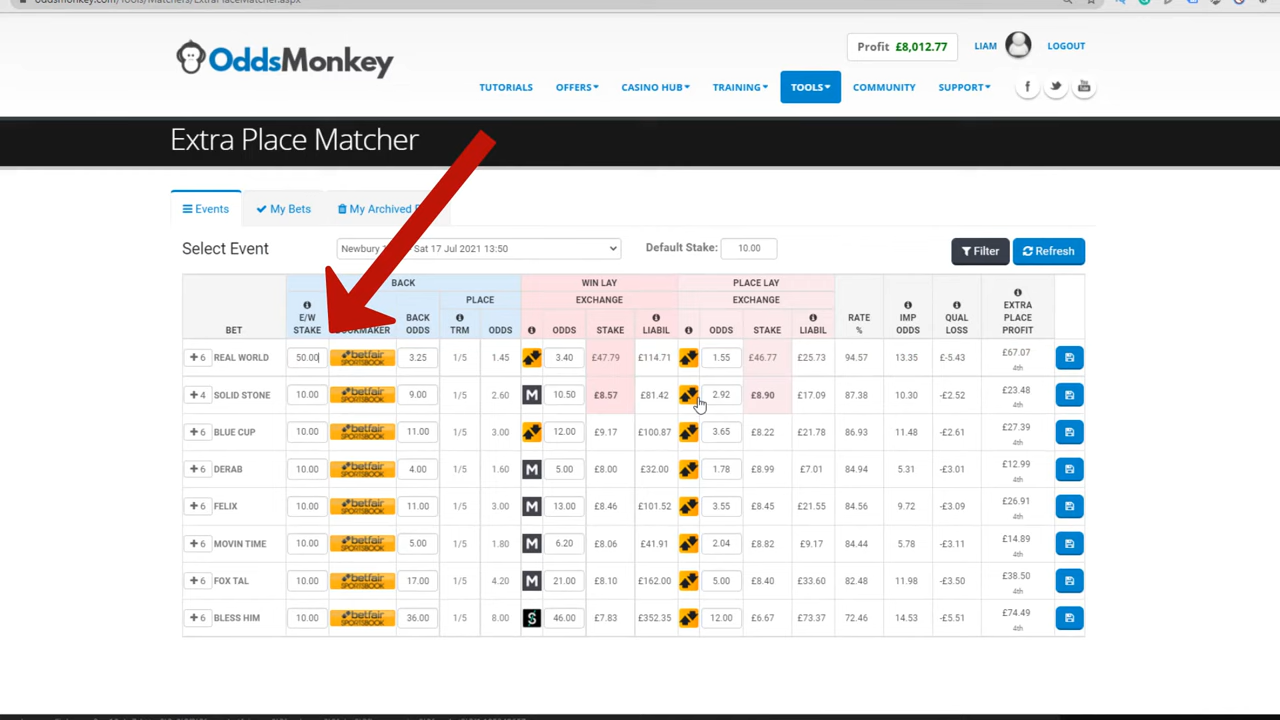 oddsmonkey.com/Tools/Matchers/ExtraPlaceMatcher.aspx
OddsMonkey
Profit £8,012.77
LIAM
LOGOUT
TUTORIALS OFFERS CASINO HUB TRAINING TOOLS COMMUNITY SUPPORT
Extra Place Matcher
Events
My Bets
My Archived
Select Event
Newbury Sat 17 Jul 2021 13:50
Default Stake: 10.00
Filter
Refresh
BACK WIN LAY PLACE LAY
PLACE EXCHANGE EXCHANGE
BET E/W STAKE BACK ODDS TRM ODDS ODDS STAKE LIABIL ODDS STAKE LIABIL RATE % IMP ODDS QUAL LOSS EXTRA PLACE PROFIT
+ 6 REAL WORLD 50.00 betfair SPORTSBOOK 3.25 1/5 1.45 3.40 £47.79 £114.71 1.55 £46.77 £25.73 94.57 13.35 £-5.43 £67.07 4th
+ 4 SOLID STONE 10.00 betfair SPORTSBOOK 9.00 1/5 2.60 M 10.50 £8.57 £81.42 2.92 £8.90 £17.09 87.38 10.30 -£2.52 £23.48 4th
+ 6 BLUE CUP 10.00 betfair SPORTSBOOK 11.00 1/5 3.00 12.00 £9.17 £100.87 3.65 £8.22 £21.78 86.93 11.48 -£2.61 £27.39 4th
+ 6 DERAB 10.00 betfair SPORTSBOOK 4.00 1/5 1.60 M 5.00 £8.00 £32.00 1.78 £8.99 £7.01 84.94 5.31 -£3.01 £12.99 4th
+ 6 FELIX 10.00 betfair SPORTSBOOK 11.00 1/5 3.00 M 13.00 £8.46 £101.52 3.55 £8.45 £21.55 84.56 9.72 -£3.09 £26.91 4th
+ 6 MOVIN TIME 10.00 betfair SPORTSBOOK 5.00 1/5 1.80 M 6.20 £8.06 £41.91 2.04 £8.82 £9.17 84.44 5.78 -£3.11 £14.89 4th
+ 6 FOX TAL 10.00 betfair SPORTSBOOK 17.00 1/5 4.20 M 21.00 £8.10 £162.00 5.00 £8.40 £33.60 82.48 11.98 -£3.50 £38.50 4th
+ 6 BLESS HIM 10.00 betfair SPORTSBOOK 36.00 1/5 8.00 S 46.00 £7.83 £352.35 12.00 £6.67 £73.37 72.46 14.53 -£5.51 £74.49 4th